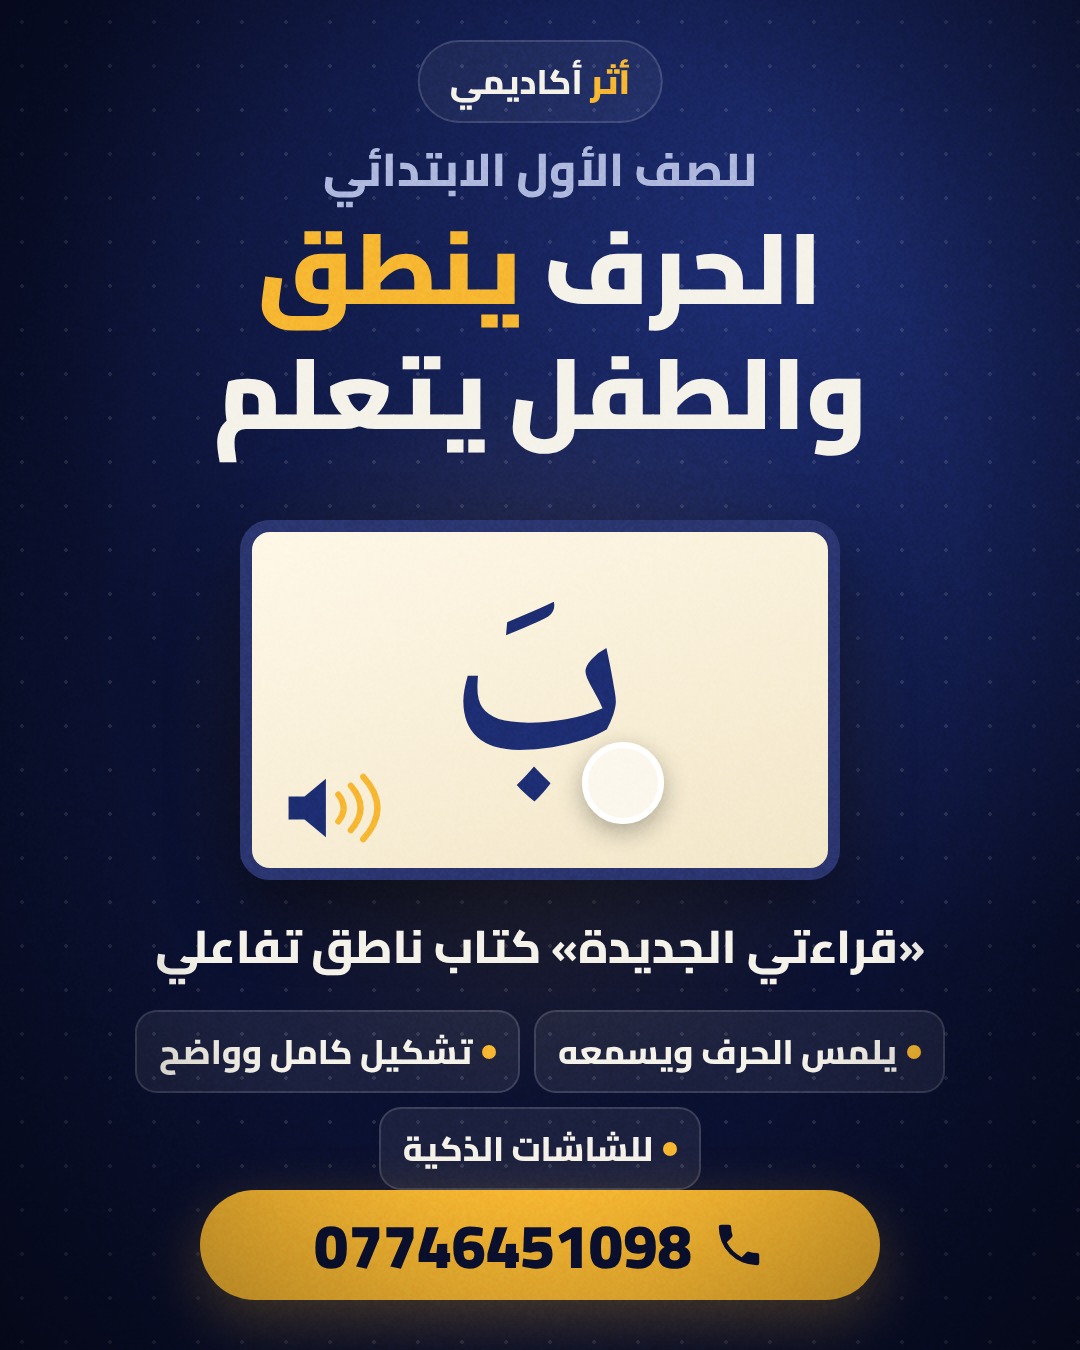 أثر أكاديمي
للصف الأول الابتدائي
الحرف ينطق
والطفل يتعلم
بَ
«قراءتي الجديدة» كتاب ناطق تفاعلي
يلمس الحرف ويسمعه
تشكيل كامل وواضح
للشاشات الذكية
07746451098